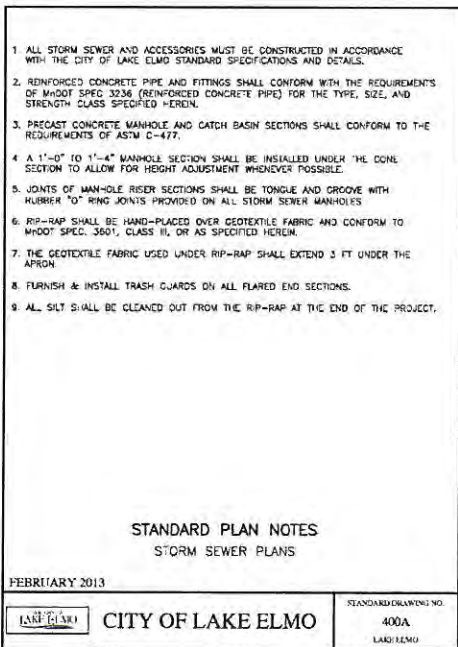 1. ALL STORM SEWER AND ACCESSORIES MUST BE CONSTRUCTED IN ACCORDANCE
WITH THE CITY OF LAKE ELMO STANDARD SPECIFICATIONS AND DETAILS.
2. REINFORCED CONCRETE PIPE AND FITTINGS SHALL CONFORM WITH THE REQUIREMENTS
OF MnDOT SPEC 3236 (REINFORCED CONCRETE PIPE) FOR THE TYPE, SIZE, AND
STRENGTH CLASS SPECIFIED HEREIN.
3. PRECAST CONCRETE MANHOLE AND CATCH BASIN SECTIONS SHALL CONFORM TO THE
REQUIREMENTS OF ASTM C-477.
4 A 1'-0" TO 1'-4" MANHOLE SECTION SHALL BE INSTALLED UNDER THE CONE
SECTION TO ALLOW FOR HEIGHT ADJUSTMENT WHENEVER POSSIBLE.
5. JOINTS OF MANHOLE RISER SECTIONS SHALL BE TONGUE AND GROOVE WITH
RUBBER "O" RING JOINTS PROVIDED ON ALL STORM SEWER MANHOLES
6. RIP-RAP SHALL BE HAND-PLACED OVER GEOTEXTILE FABRIC AND CONFORM TO
MnDOT SPEC. 3601, CLASS III, OR AS SPECIFIED HEREIN.
7. THE GEOTEXTILE FABRIC USED UNDER RIP-RAP SHALL EXTEND 3 FT UNDER THE
APRON.
8. FURNISH & INSTALL TRASH GUARDS ON ALL FLARED END SECTIONS.
9. ALL SILT SHALL BE CLEANED OUT FROM THE RIP-RAP AT THE END OF THE PROJECT.
STANDARD PLAN NOTES
STORM SEWER PLANS
FEBRUARY 2013
LAKE ELMO
CITY OF LAKE ELMO
STANDARD DRAWING NO.
400A
LAKE ELMO